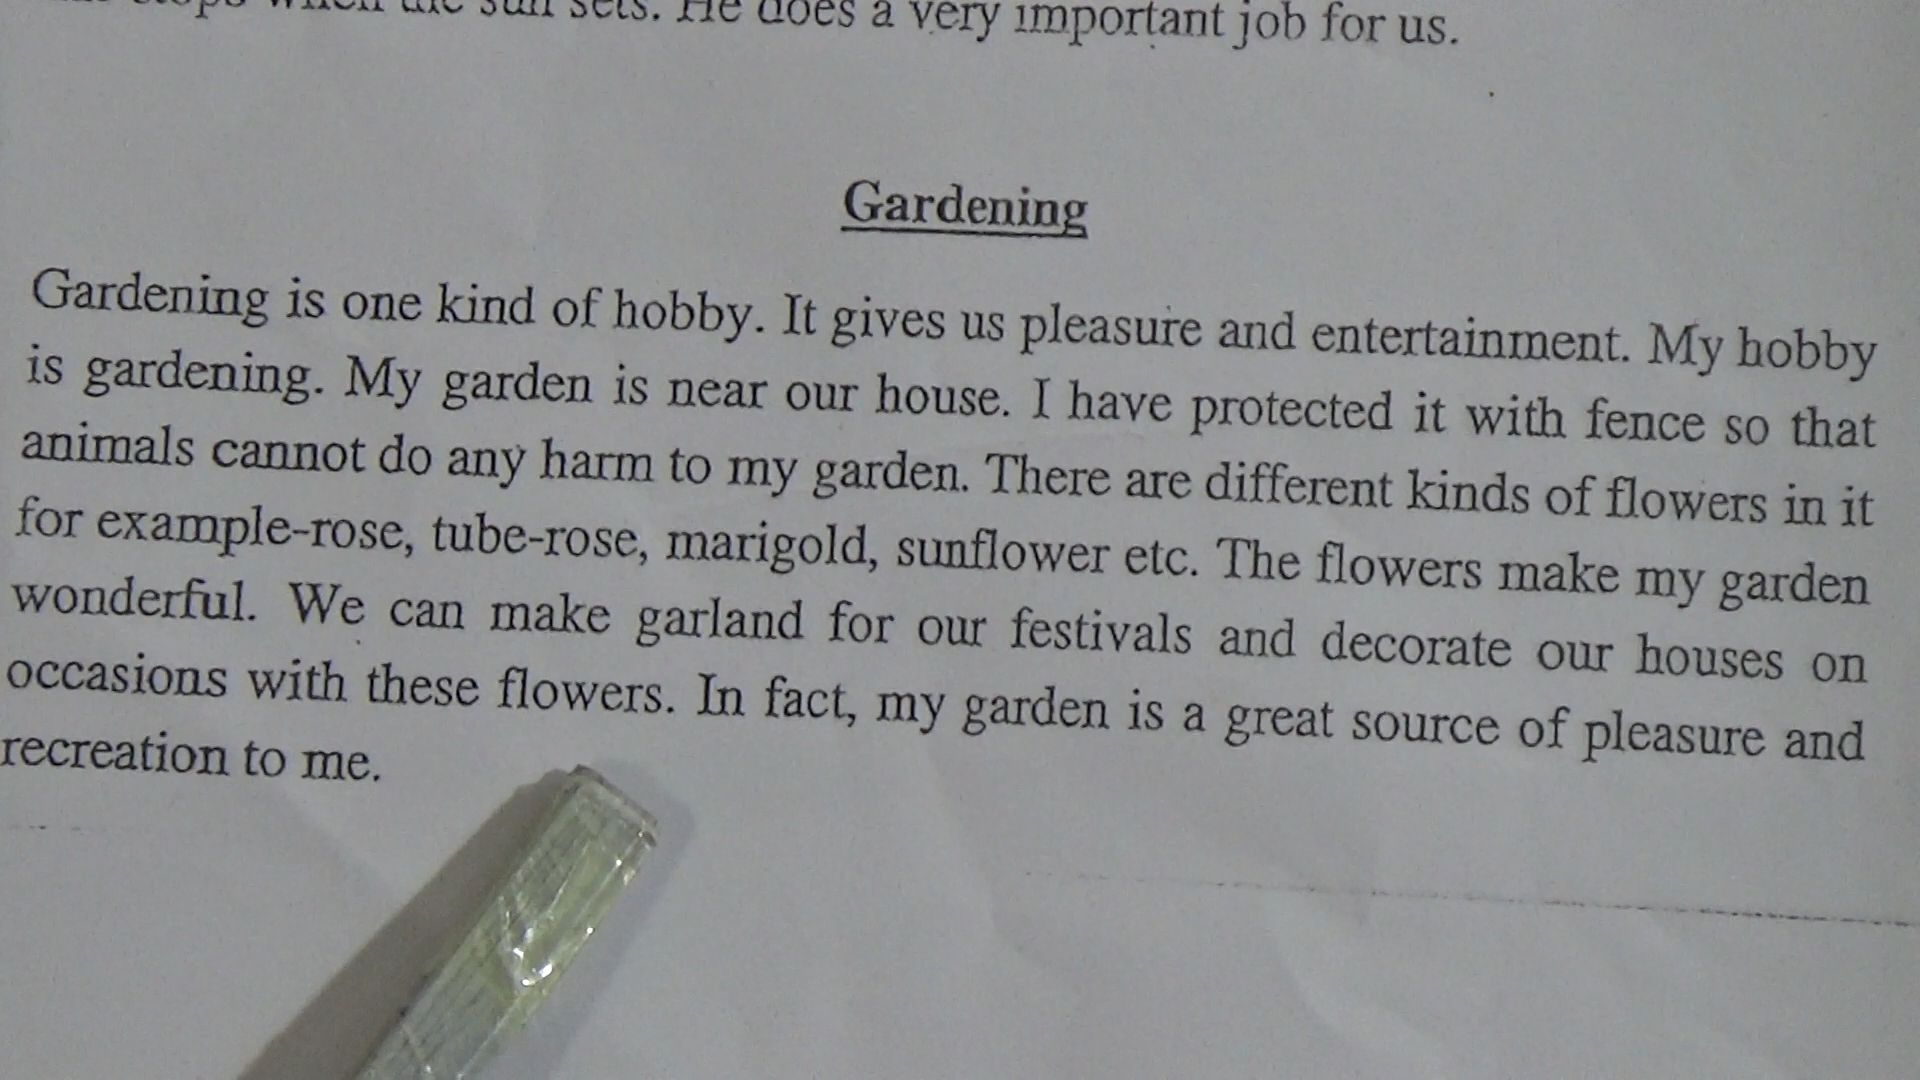 stops when the sun sets. He does a very important job for us.
Gardening
Gardening is one kind of hobby. It gives us pleasure and entertainment. My hobby
is gardening. My garden is near our house. I have protected it with fence so that
animals cannot do any harm to my garden. There are different kinds of flowers in it
for example-rose, tube-rose, marigold, sunflower etc. The flowers make my garden
wonderful. We can make garland for our festivals and decorate our houses on
occasions with these flowers. In fact, my garden is a great source of pleasure and
recreation to me.